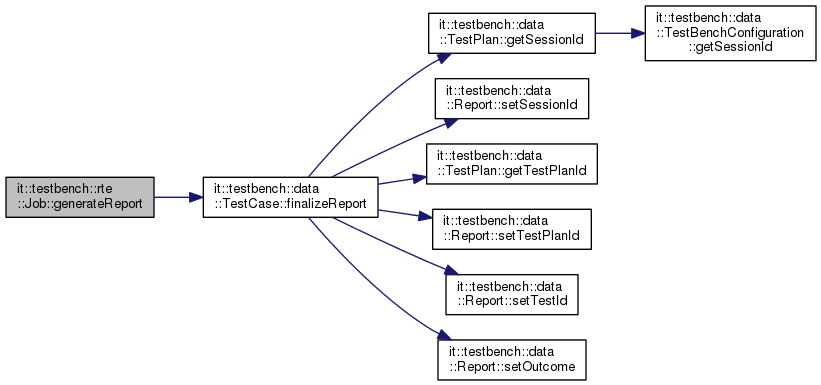 it::testbench::rte
::Job::generateReport
it::testbench::data
::TestCase::finalizeReport
it::testbench::data
::TestPlan::getSessionId
it::testbench::data
::TestBenchConfiguration
::getSessionId
it::testbench::data
::Report::setSessionId
it::testbench::data
::TestPlan::getTestPlanId
it::testbench::data
::Report::setTestPlanId
it::testbench::data
::Report::setTestId
it::testbench::data
::Report::setOutcome